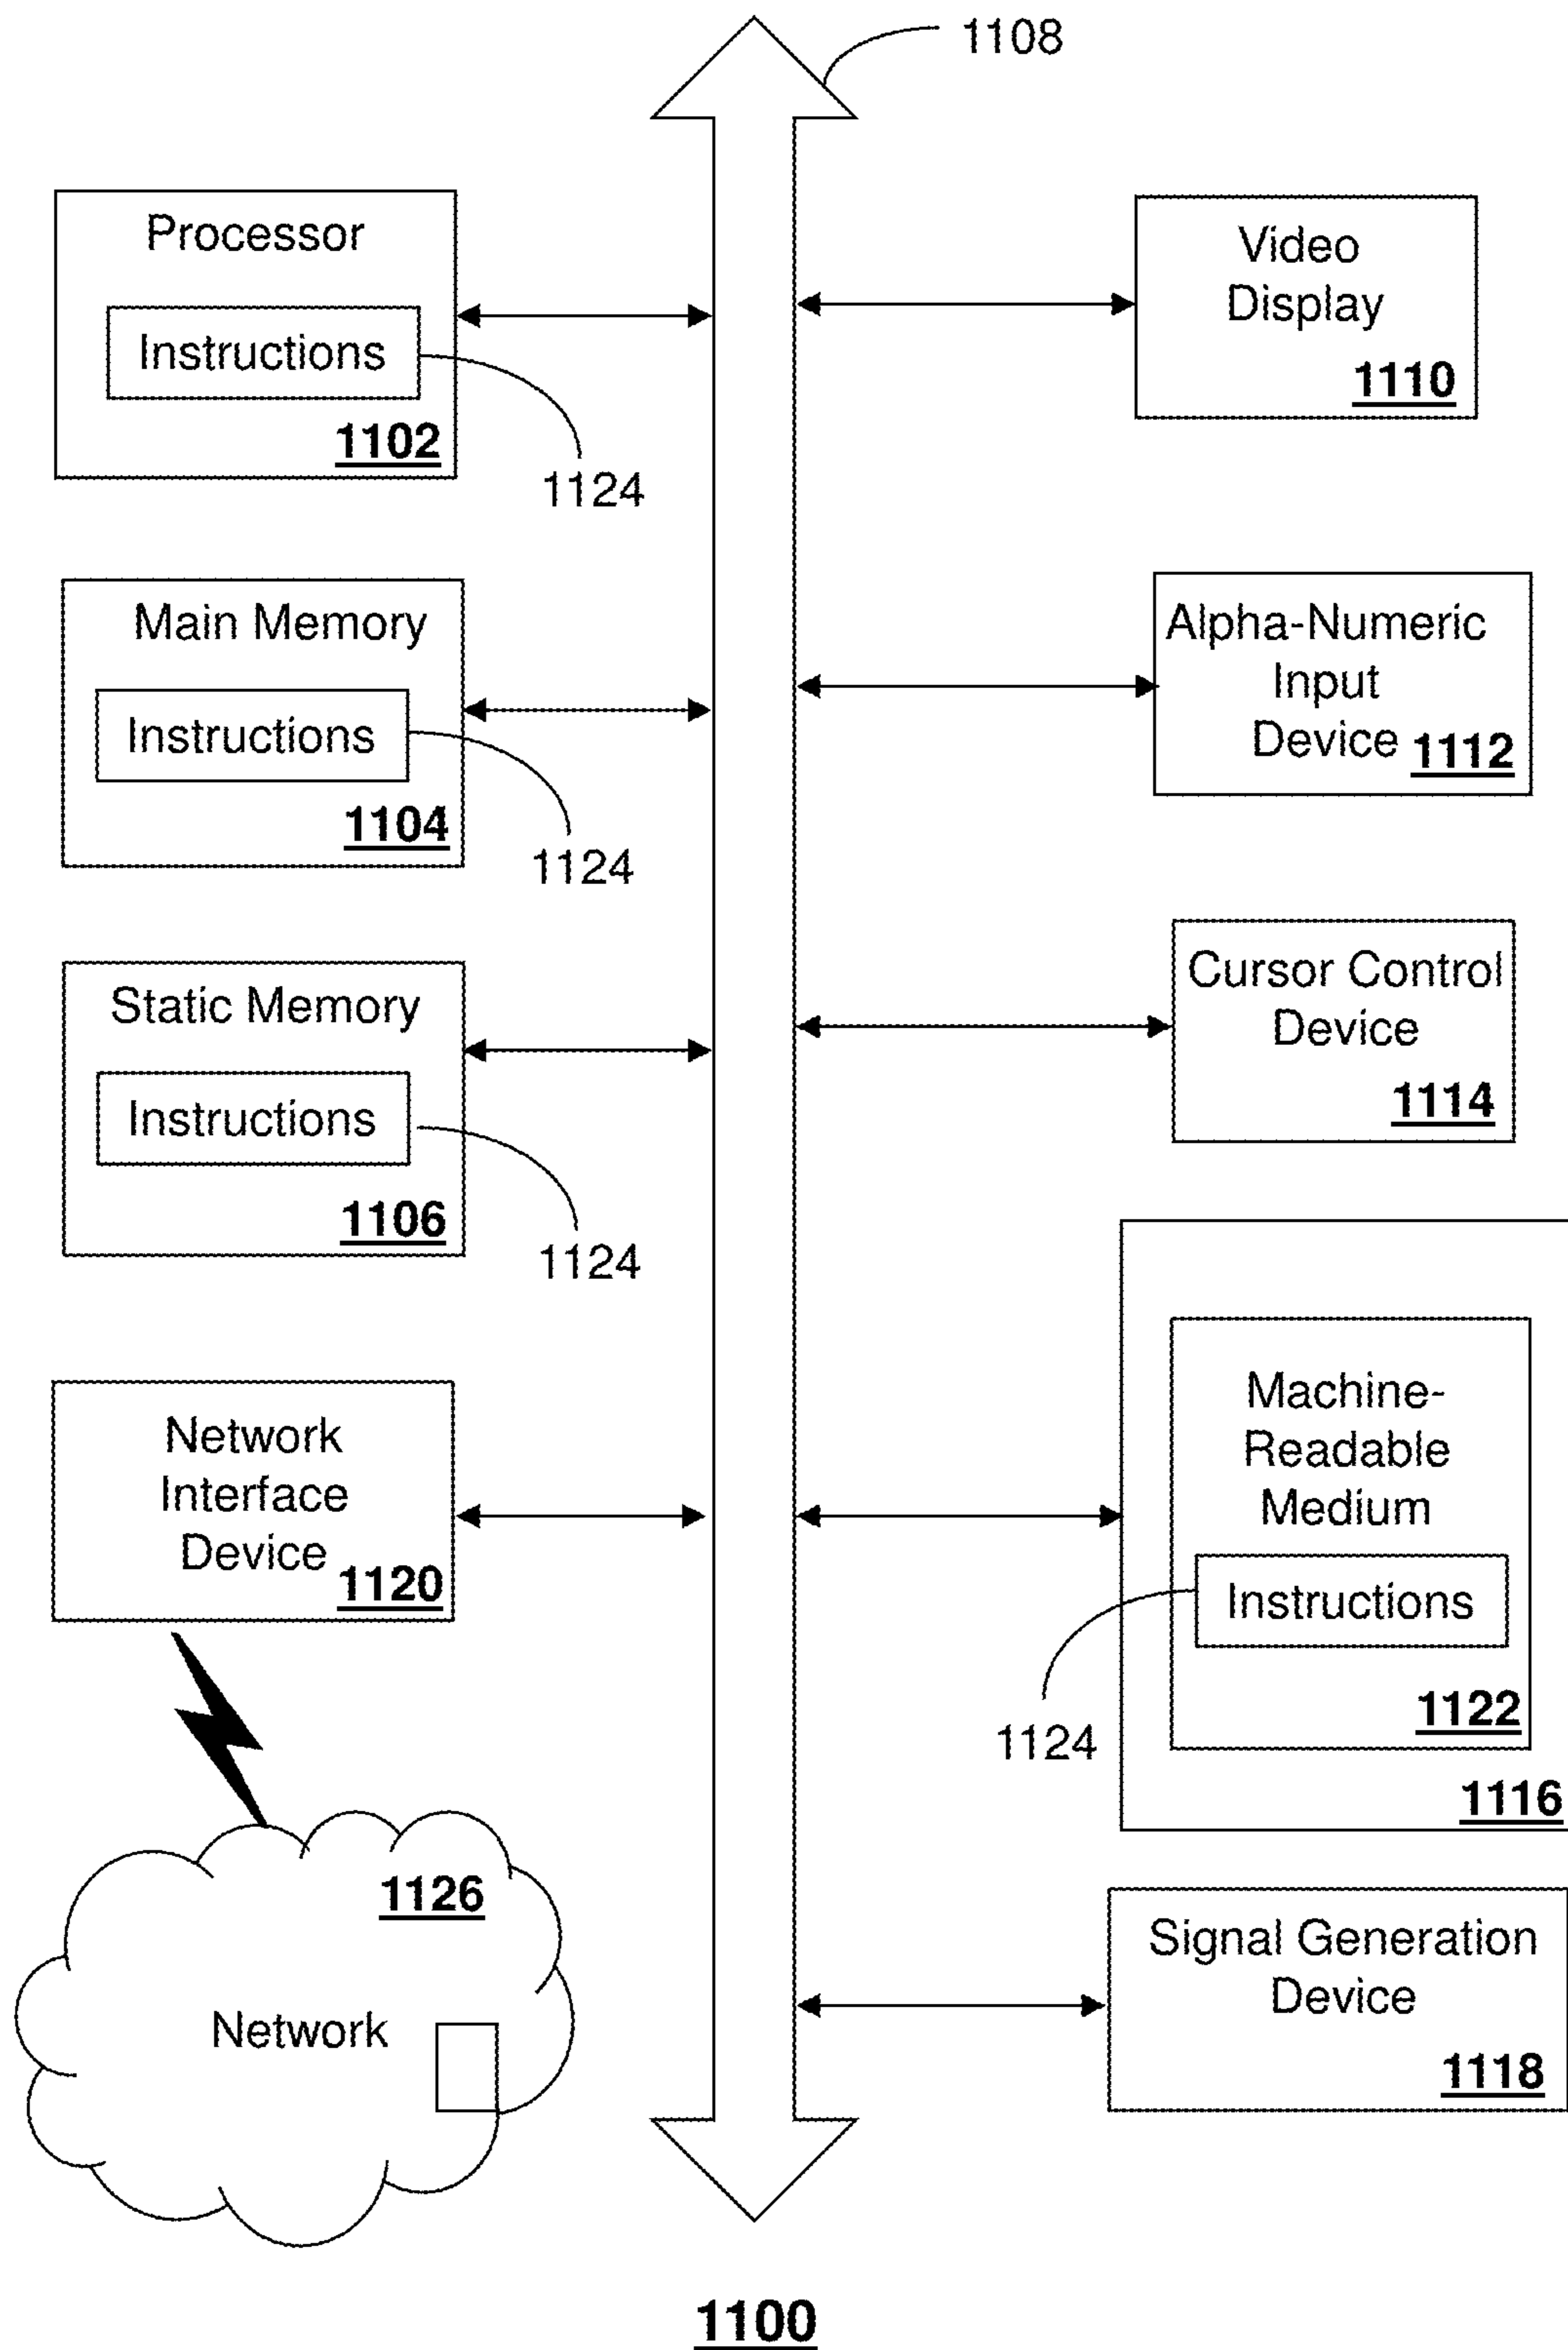 1108
Processor
Instructions
1102
1124
Main Memory
Instructions
1104
1124
Static Memory
Instructions
1106
1124
Network
Interface
Device
1120
1126
Network
Video
Display
1110
Alpha-Numeric
Input
Device
1112
Cursor Control
Device
1114
Machine-
Readable
Medium
Instructions
1124
1122
1116
Signal Generation
Device
1118
1100